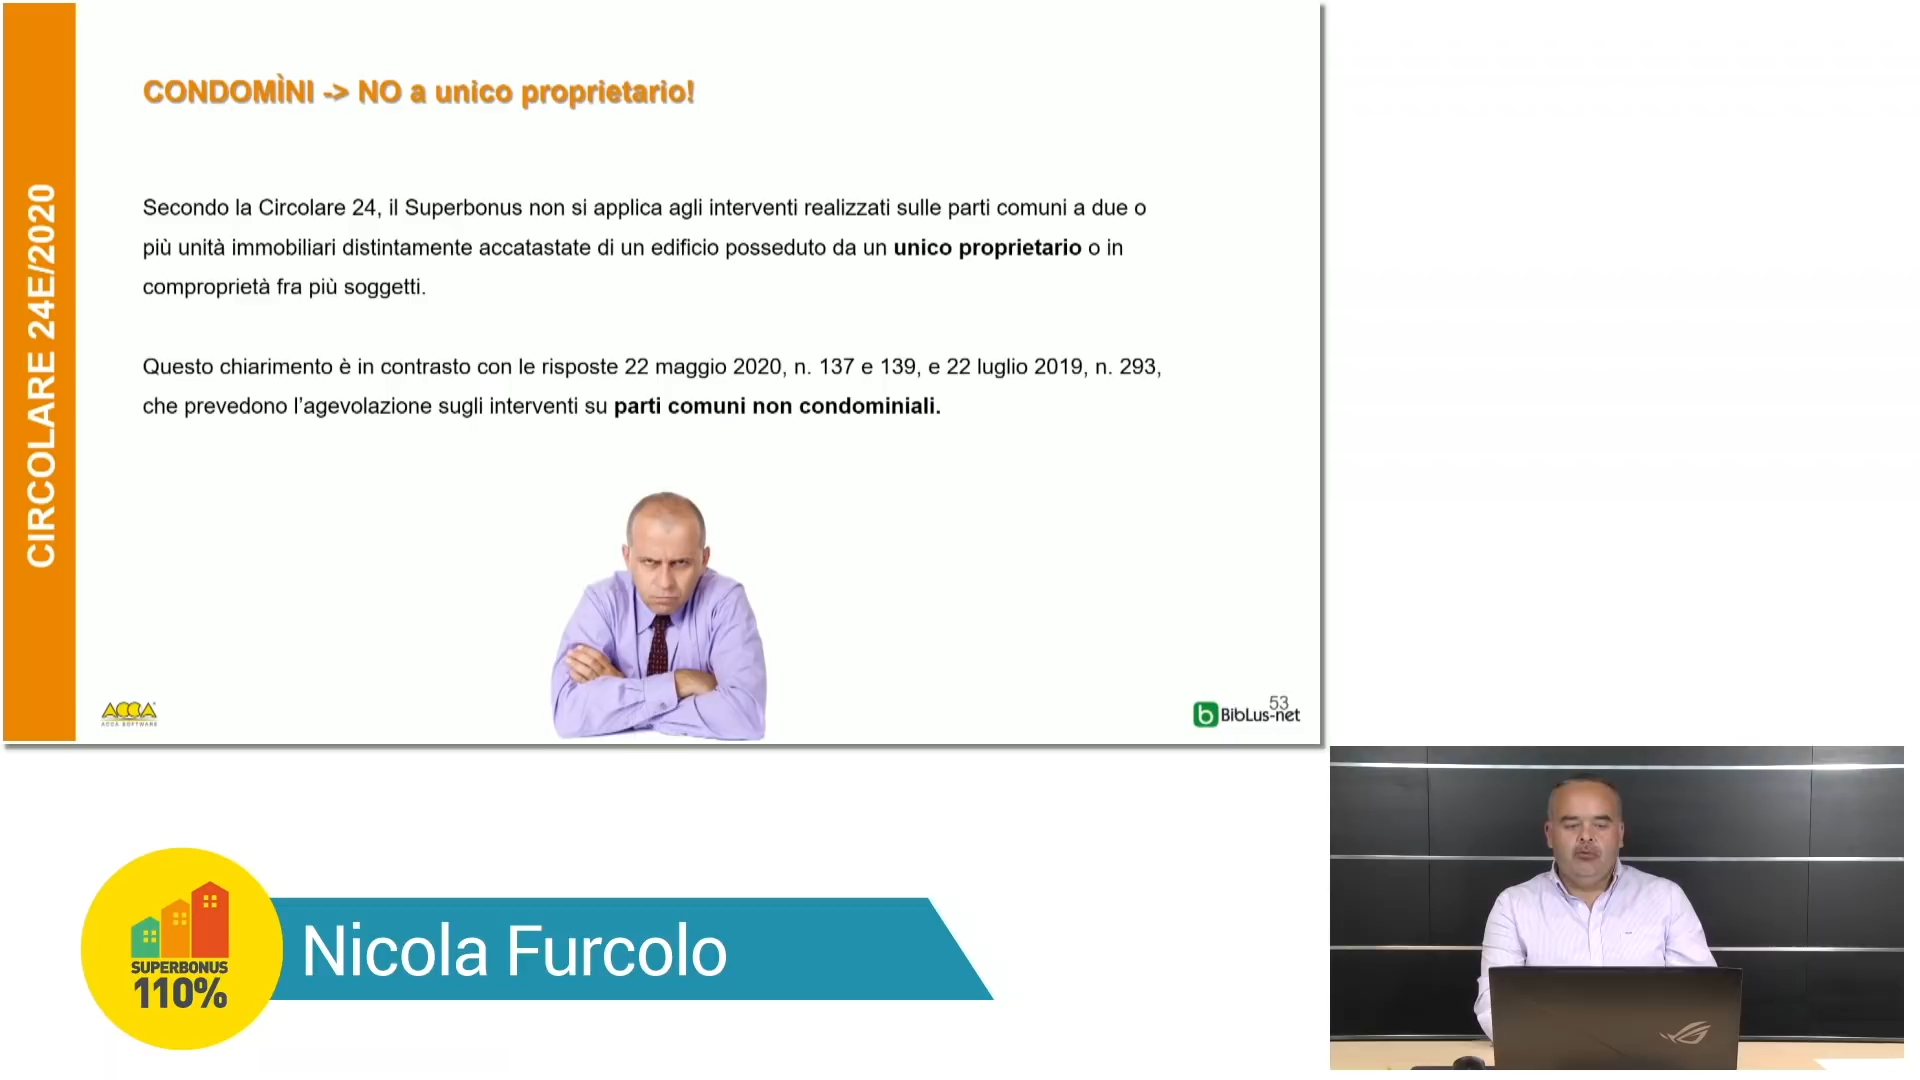 CIRCOLARE 24E/2020
CONDOMÌNI -> NO a unico proprietario!
Secondo la Circolare 24, il Superbonus non si applica agli interventi realizzati sulle parti comuni a due o
più unità immobiliari distintamente accatastate di un edificio posseduto da un unico proprietario o in
comproprietà fra più soggetti.
Questo chiarimento è in contrasto con le risposte 22 maggio 2020, n. 137 e 139, e 22 luglio 2019, n. 293,
che prevedono l’agevolazione sugli interventi su parti comuni non condominiali.
ACCA
ACCA SOFTWARE
53
b BibLus-net
SUPERBONUS
110%
Nicola Furcolo